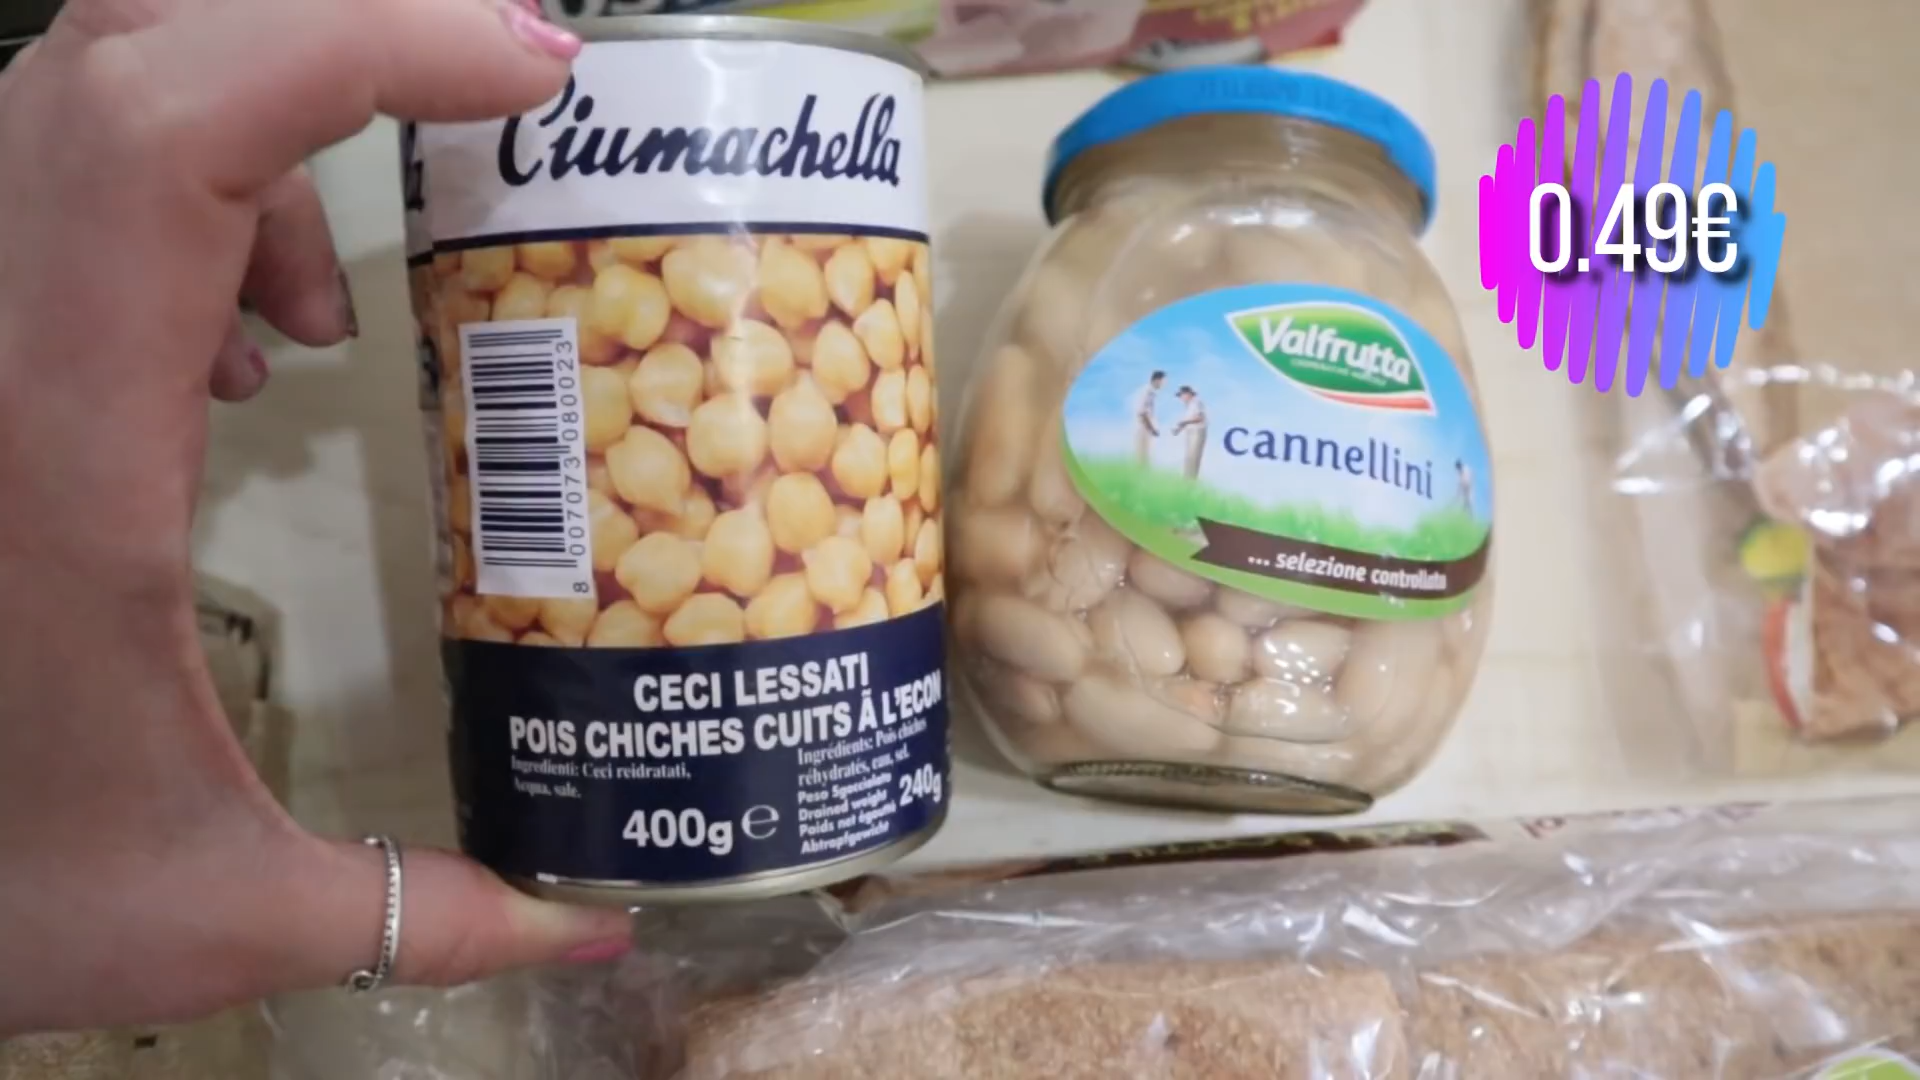 Ciumachella
0.49€
Valfrutta
cannellini
... selezione controllata
8 007073 080023
CECI LESSATI
POIS CHICHES CUITS Ã L'ECON
Ingredienti: Ceci reidratati,
Acqua, sale.
Ingrédients: Pois chiches
réhydratés, eau, sel.
Peso Sgocciolato
Drained weight
Poids net égoutté
Abtropfgewicht
240g
400g e